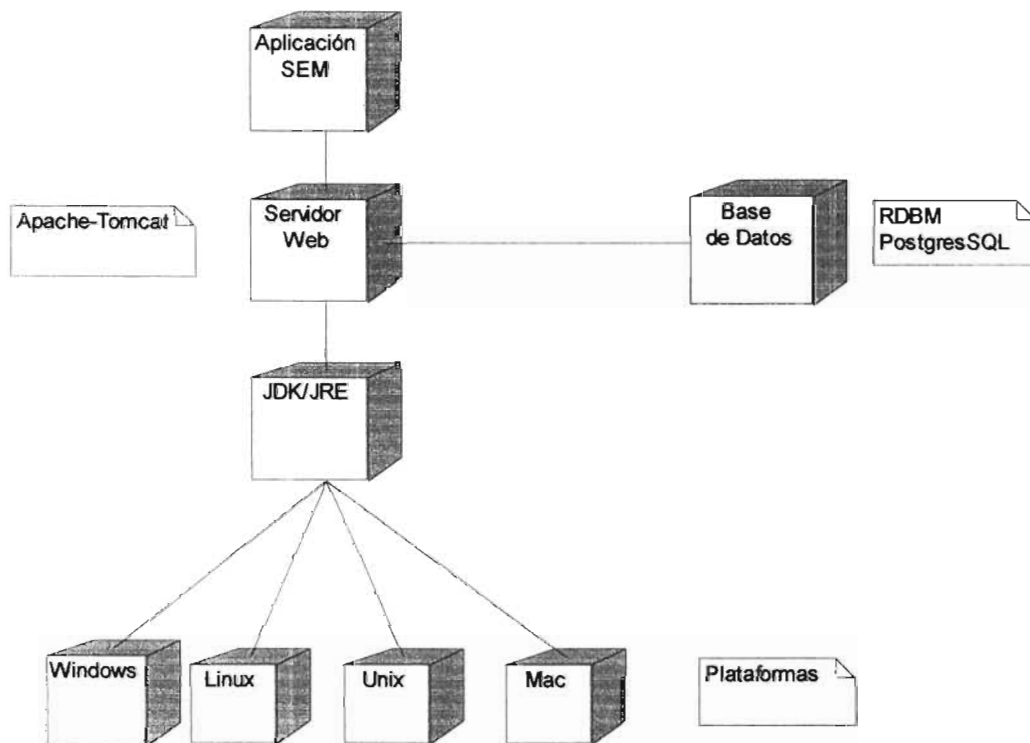 Aplicación
SEM
Apache-Tomcat
Servidor
Web
Base
de Datos
RDBM
PostgresSQL
JDK/JRE
Windows
Linux
Unix
Mac
Plataformas